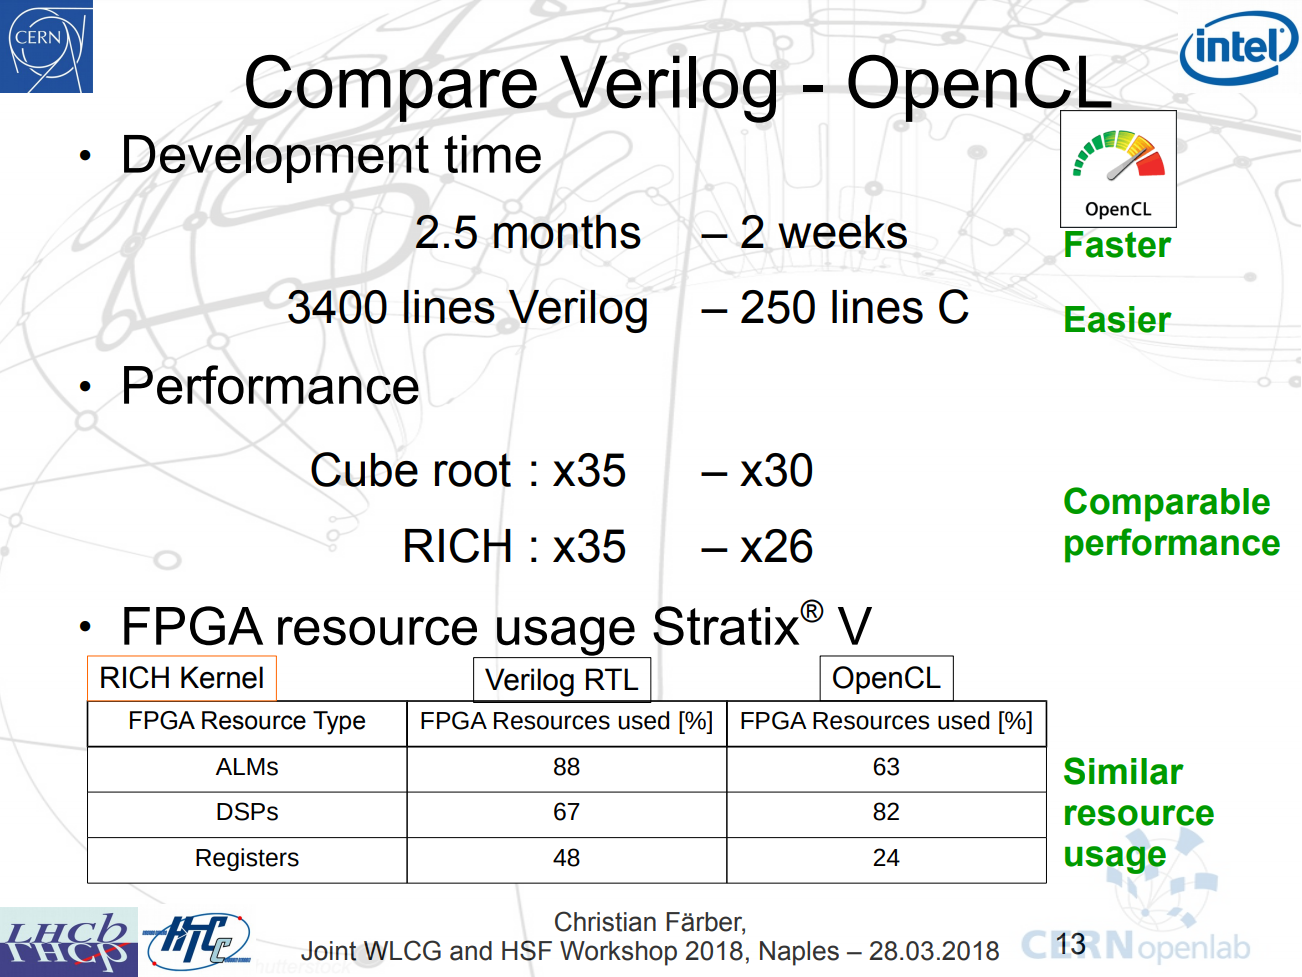 CERN
intel
Compare Verilog - OpenCL
• Development time
OpenCL
2.5 months – 2 weeks
Faster
3400 lines Verilog – 250 lines C
Easier
• Performance
Cube root : x35 – x30
Comparable
performance
RICH : x35 – x26
• FPGA resource usage Stratix® V
RICH Kernel Verilog RTL OpenCL
FPGA Resource Type FPGA Resources used [%] FPGA Resources used [%]
ALMs 88 63
DSPs 67 82
Registers 48 24
Similar
resource
usage
LHCb
HTCC
Christian Färber,
Joint WLCG and HSF Workshop 2018, Naples – 28.03.2018
13
CERN openlab
shutterstock